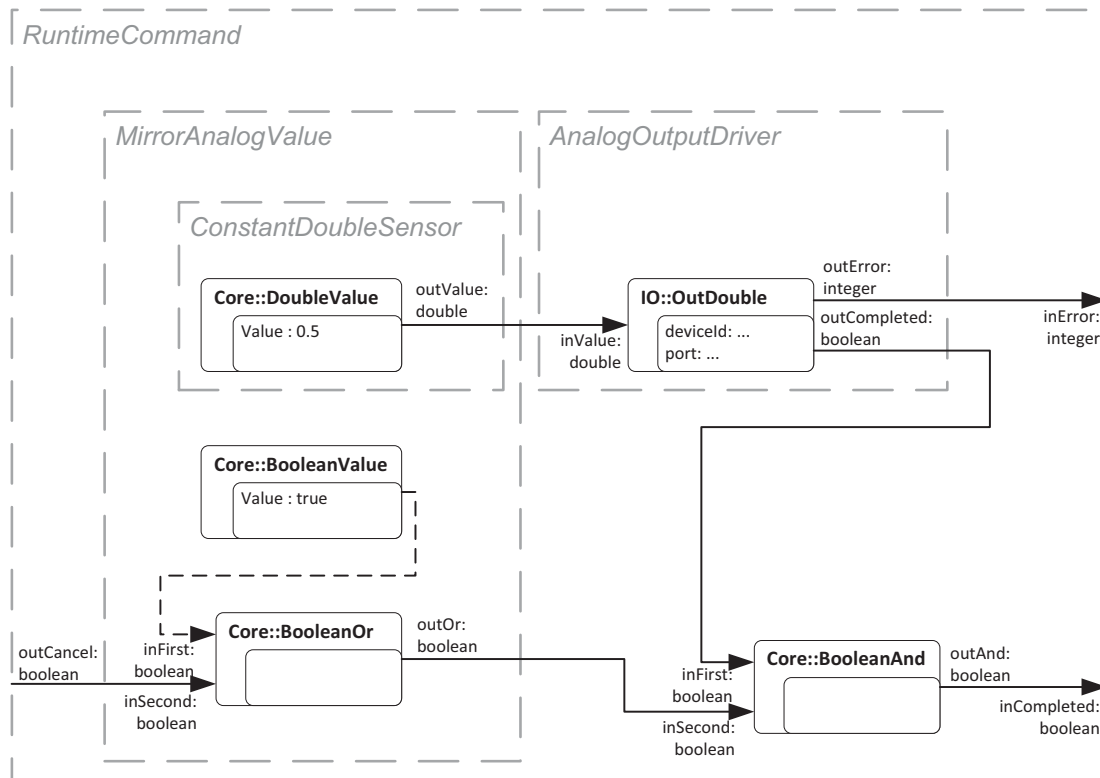 RuntimeCommand
MirrorAnalogValue
AnalogOutputDriver
ConstantDoubleSensor
Core::DoubleValue
Value : 0.5
outValue:
double
inValue:
double
IO::OutDouble
deviceId: ...
port: ...
outError:
integer
outCompleted:
boolean
inError:
integer
Core::BooleanValue
Value : true
outCancel:
boolean
inFirst:
boolean
inSecond:
boolean
Core::BooleanOr
outOr:
boolean
inFirst:
boolean
inSecond:
boolean
Core::BooleanAnd
outAnd:
boolean
inCompleted:
boolean